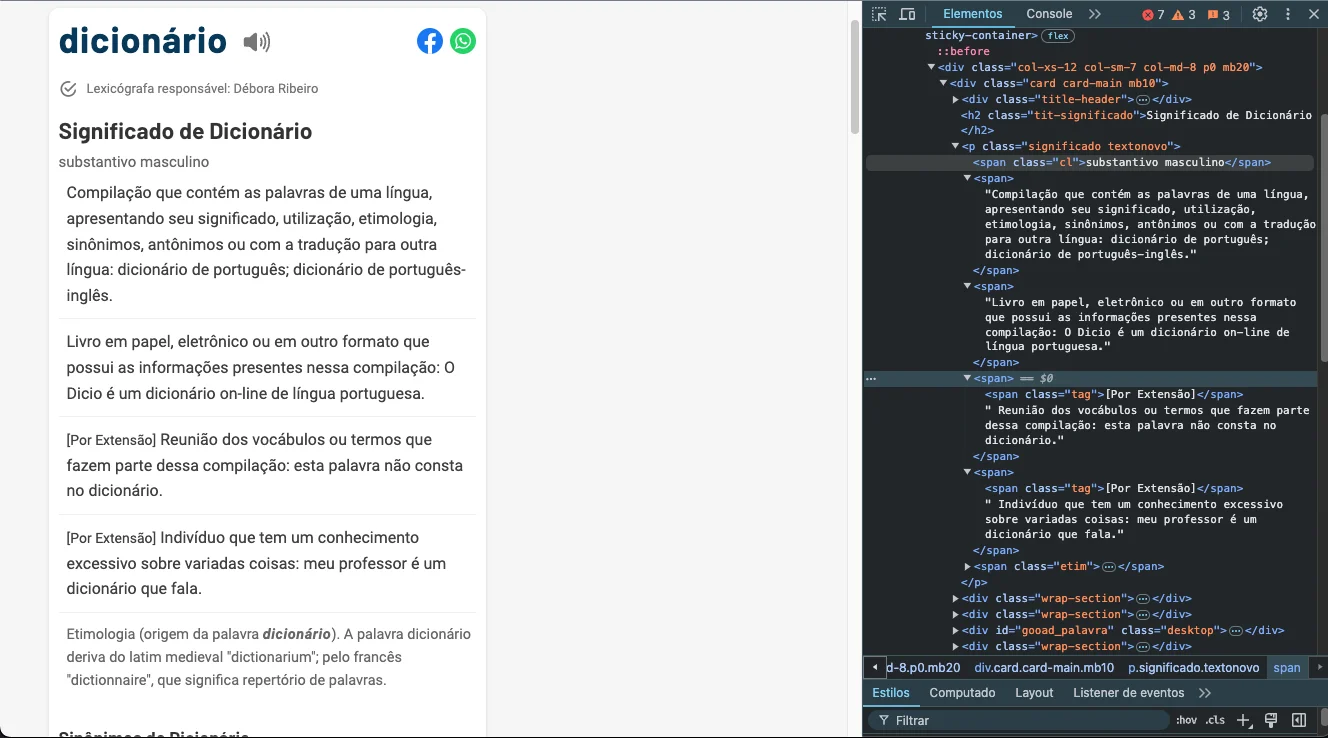 dicionário
Lexicógrafa responsável: Débora Ribeiro
Significado de Dicionário
substantivo masculino
Compilação que contém as palavras de uma língua,
apresentando seu significado, utilização, etimologia,
sinônimos, antônimos ou com a tradução para outra
língua: dicionário de português; dicionário de português-
inglês.
Livro em papel, eletrônico ou em outro formato que
possui as informações presentes nessa compilação: O
Dicio é um dicionário on-line de língua portuguesa.
[Por Extensão] Reunião dos vocábulos ou termos que
fazem parte dessa compilação: esta palavra não consta
no dicionário.
[Por Extensão] Indivíduo que tem um conhecimento
excessivo sobre variadas coisas: meu professor é um
dicionário que fala.
Etimologia (origem da palavra dicionário). A palavra dicionário
deriva do latim medieval "dictionarium"; pelo francês
"dictionnaire", que significa repertório de palavras.
Sinônimos de Dicionário
Elementos Console 7 3 3
sticky-container> flex
::before
<div class="col-xs-12 col-sm-7 col-md-8 p0 mb20">
<div class="card card-main mb10">
<div class="title-header">…</div>
<h2 class="tit-significado">Significado de Dicionário
</h2>
<p class="significado textonovo">
<span class="cl">substantivo masculino</span>
<span>
"Compilação que contém as palavras de uma língua,
apresentando seu significado, utilização,
etimologia, sinônimos, antônimos ou com a tradução
para outra língua: dicionário de português;
dicionário de português-inglês."
</span>
<span>
"Livro em papel, eletrônico ou em outro formato
que possui as informações presentes nessa
compilação: O Dicio é um dicionário on-line de
língua portuguesa."
</span>
<span> == $0
<span class="tag">[Por Extensão]</span>
" Reunião dos vocábulos ou termos que fazem parte
dessa compilação: esta palavra não consta no
dicionário."
</span>
<span>
<span class="tag">[Por Extensão]</span>
" Indivíduo que tem um conhecimento excessivo
sobre variadas coisas: meu professor é um
dicionário que fala."
</span>
<span class="etim">…</span>
</p>
<div class="wrap-section">…</div>
<div class="wrap-section">…</div>
<div id="gooad_palavra" class="desktop">…</div>
<div class="wrap-section">…</div>
d-8.p0.mb20 div.card.card-main.mb10 p.significado.textonovo span
Estilos Computado Layout Listener de eventos
Filtrar :hov .cls